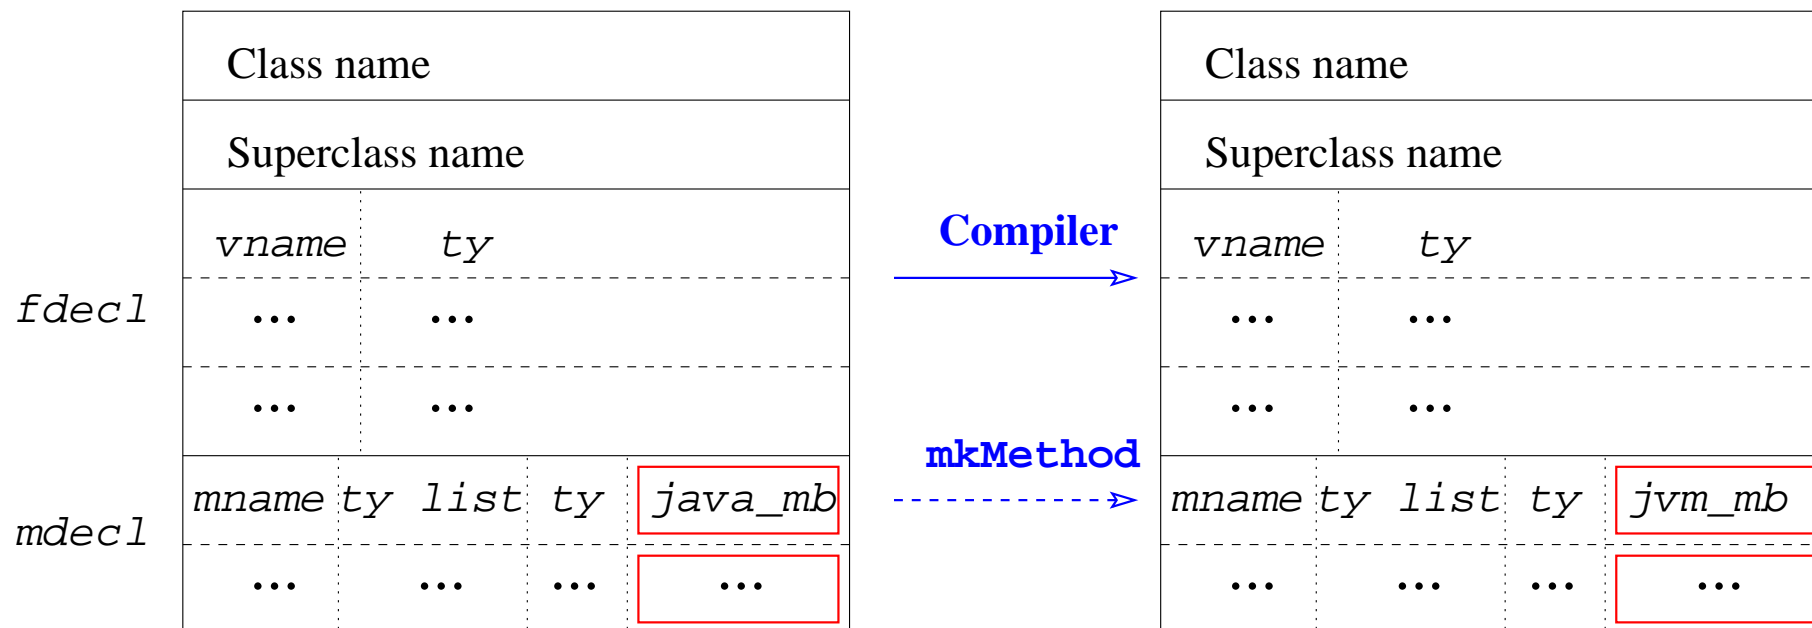 Class name
Class name
Superclass name
Superclass name
vname ty
Compiler
vname ty
fdecl
... ...
... ...
... ...
... ...
mkMethod
mname ty list ty java_mb
mname ty list ty jvm_mb
mdecl
... ... ... ...
... ... ... ...